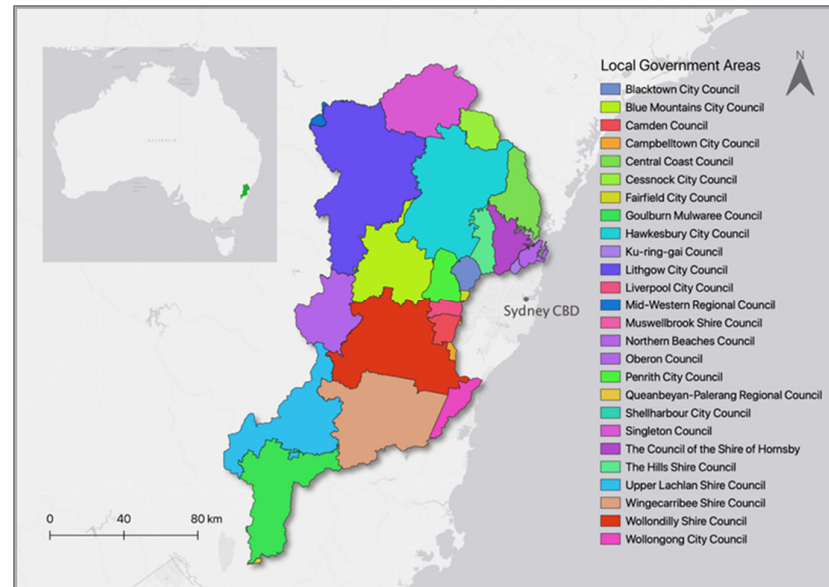 AUSTRALIA
N
Local Government Areas
Blacktown City Council
Blue Mountains City Council
Camden Council
Campbelltown City Council
Central Coast Council
Cessnock City Council
Fairfield City Council
Goulburn Mulwaree Council
Hawkesbury City Council
Ku-ring-gai Council
Lithgow City Council
Liverpool City Council
Mid-Western Regional Council
Muswellbrook Shire Council
Northern Beaches Council
Oberon Council
Penrith City Council
Queanbeyan-Palerang Regional Council
Shellharbour City Council
Singleton Council
The Council of the Shire of Hornsby
The Hills Shire Council
Upper Lachlan Shire Council
Wingecarribee Shire Council
Wollondilly Shire Council
Wollongong City Council
Sydney CBD
0 40 80 km